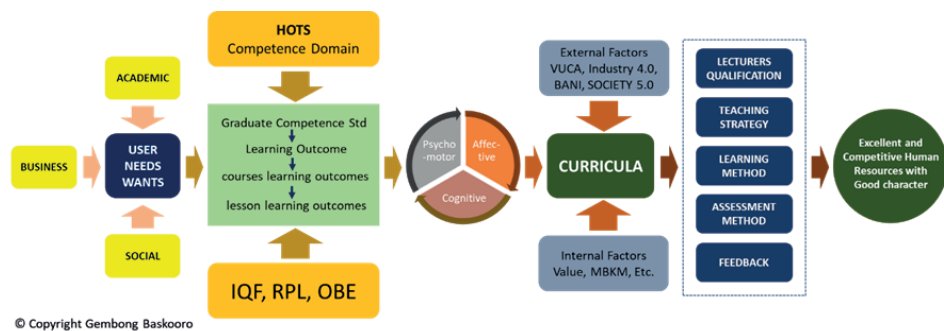 HOTS
Competence Domain
ACADEMIC
BUSINESS
USER
NEEDS
WANTS
SOCIAL
Graduate Competence Std
Learning Outcome
courses learning outcomes
lesson learning outcomes
IQF, RPL, OBE
Psycho
-motor
Affec-
tive
Cognitive
External Factors
VUCA, Industry 4.0,
BANI, SOCIETY 5.0
CURRICULA
Internal Factors
Value, MBKM, Etc.
LECTURERS
QUALIFICATION
TEACHING
STRATEGY
LEARNING
METHOD
ASSESSMENT
METHOD
FEEDBACK
Excellent and
Competitive Human
Resources with
Good character
© Copyright Gembong Baskooro